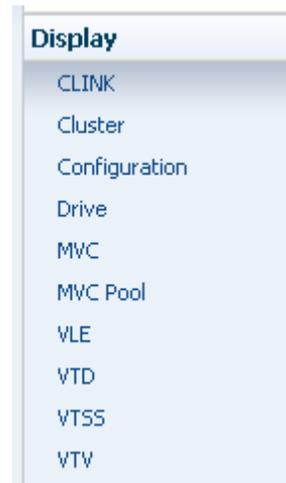 Display
CLINK
Cluster
Configuration
Drive
MVC
MVC Pool
VLE
VTD
VTSS
VTV